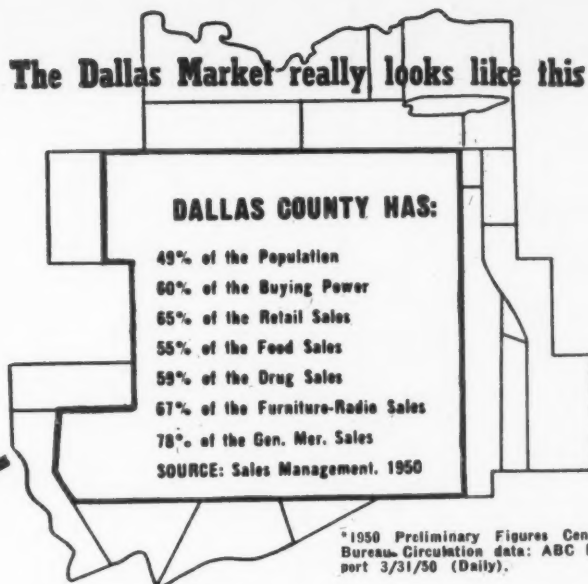 The Dallas Market really looks like this
DALLAS COUNTY HAS:
49% of the Population
60% of the Buying Power
65% of the Retail Sales
55% of the Food Sales
59% of the Drug Sales
67% of the Furniture-Radio Sales
78% of the Gen. Mer. Sales
SOURCE: Sales Management. 1950
*1950 Preliminary Figures Cen
Bureau. Circulation data: ABC
port 3/31/50 (Daily).